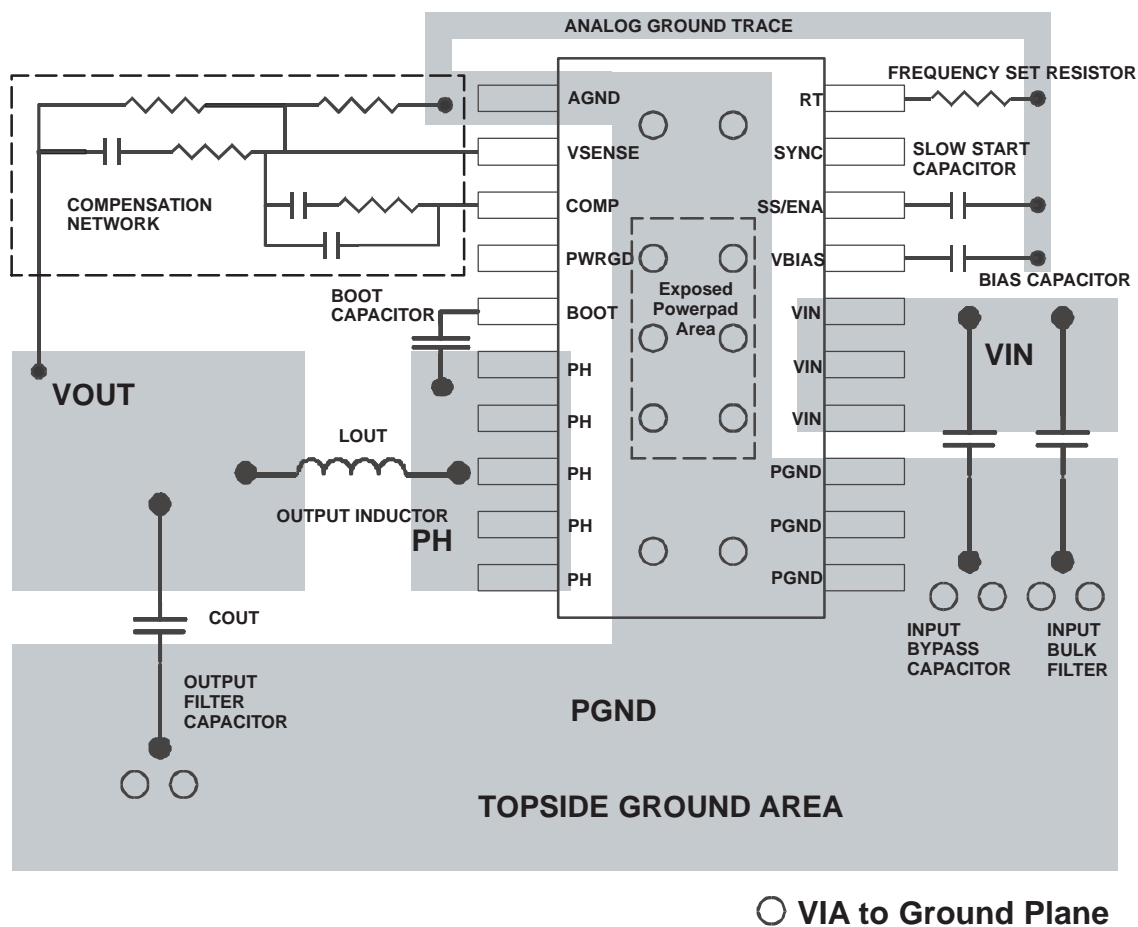 ANALOG GROUND TRACE
FREQUENCY SET RESISTOR
AGND
RT
VSENSE
SYNC
SLOW START
CAPACITOR
COMPENSATION
NETWORK
COMP
SS/ENA
PWRGD
VBIAS
BIAS CAPACITOR
BOOT
CAPACITOR
Exposed
Powerpad
Area
BOOT
VIN
VIN
PH
VIN
VOUT
PH
VIN
LOUT
PH
PGND
OUTPUT INDUCTOR
PH
PH
PGND
PH
PGND
COUT
INPUT
BYPASS
CAPACITOR
INPUT
BULK
FILTER
OUTPUT
FILTER
CAPACITOR
PGND
TOPSIDE GROUND AREA
VIA to Ground Plane